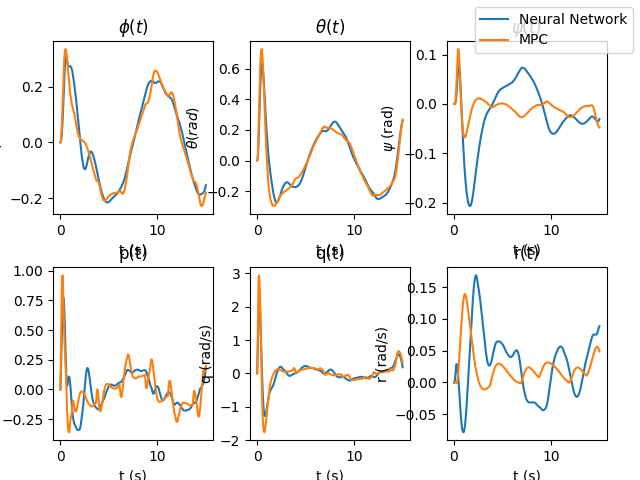 Neural Network
MPC
ϕ(t)
θ(t)
ψ(t)
0.2
0.0
−0.2
0 10
t (s)
θ(rad)
0.6
0.4
0.2
0.0
−0.2
0 10
t (s)
ψ (rad)
0.1
0.0
−0.1
−0.2
0 10
t (s)
p(t)
q(t)
r(t)
1.00
0.75
0.50
0.25
0.00
−0.25
0 10
t (s)
q (rad/s)
3
2
1
0
−1
−2
0 10
t (s)
r (rad/s)
0.15
0.10
0.05
0.00
−0.05
0 10
t (s)